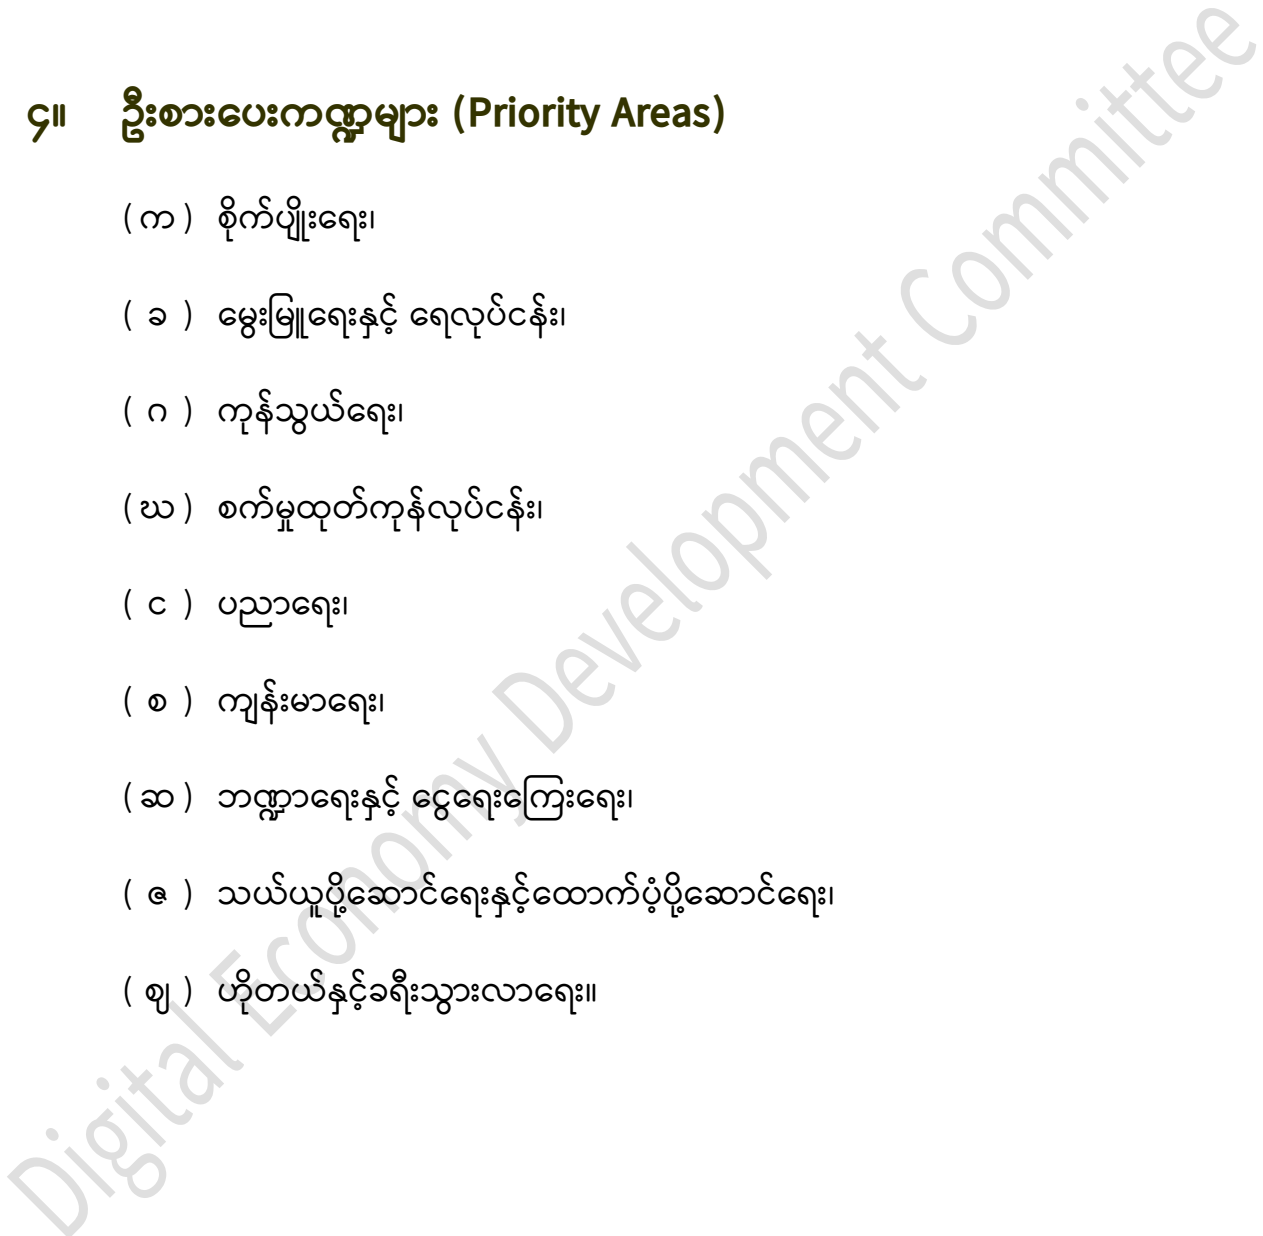 ၄။ ဦးစားပေးကဏ္ဍများ (Priority Areas)
(က) စိုက်ပျိုးရေး၊
( ခ ) မွေးမြူရေးနှင့် ရေလုပ်ငန်း၊
( ဂ ) ကုန်သွယ်ရေး၊
(ဃ) စက်မှုထုတ်ကုန်လုပ်ငန်း၊
( င ) ပညာရေး၊
( စ ) ကျန်းမာရေး၊
(ဆ) ဘဏ္ဍာရေးနှင့် ငွေရေးကြေးရေး၊
( ဇ ) သယ်ယူပို့ဆောင်ရေးနှင့်ထောက်ပံ့ပို့ဆောင်ရေး၊
( ဈ ) ဟိုတယ်နှင့်ခရီးသွားလာရေး။
Digital Economy Development Committee